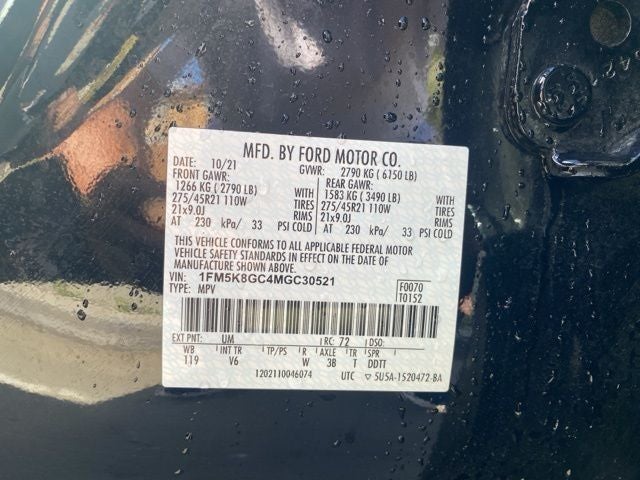 MFD. BY FORD MOTOR CO.
DATE: 10/21 GVWR: 2790 KG ( 6150 LB)
FRONT GAWR: REAR GAWR:
1266 KG ( 2790 LB) WITH 1583 KG ( 3490 LB) WITH
275/45R21 110W TIRES 275/45R21 110W TIRES
21x9.0J RIMS 21x9.0J RIMS
AT 230 kPa/ 33 PSI COLD AT 230 kPa/ 33 PSI COLD
THIS VEHICLE CONFORMS TO ALL APPLICABLE FEDERAL MOTOR
VEHICLE SAFETY STANDARDS IN EFFECT ON THE DATE OF
MANUFACTURE SHOWN ABOVE.
VIN: 1FM5K8GC4MGC30521 F0070
TYPE: MPV T0152
EXT PNT: UM RC: 72 DSO:
WB INT TR TP/PS R AXLE TR SPR
119 V6 W 3B T DDTT
1202110046074 UTC ▽ 5U5A-1520472-BA